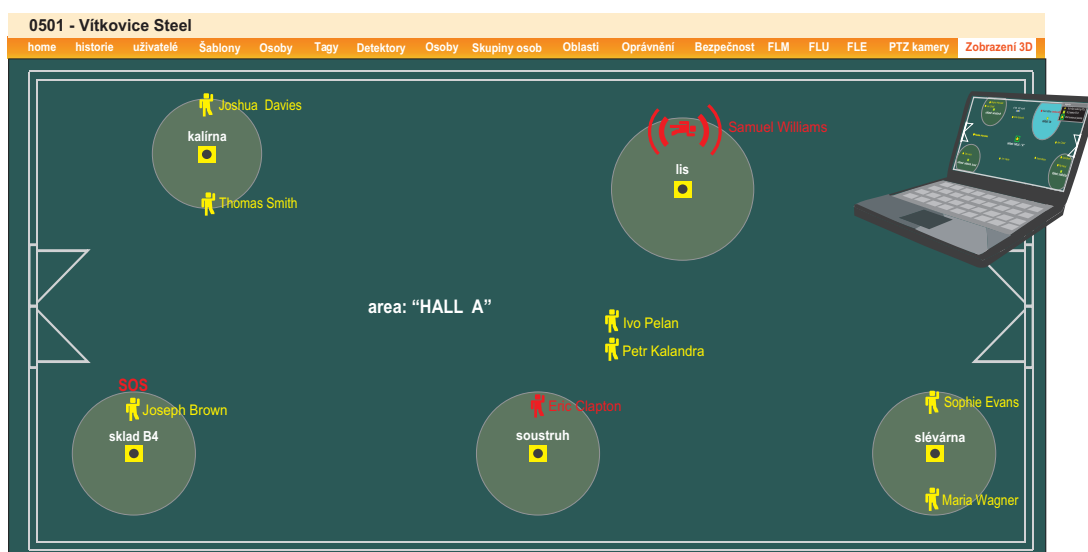 0501 - Vítkovice Steel
home historie uživatelé Šablony Osoby Tagy Detektory Osoby Skupiny osob Oblasti Oprávnění Bezpečnost FLM FLU FLE PTZ kamery Zobrazení 3D
Joshua Davies
kalírna
Thomas Smith
Samuel Williams
lis
area: “HALL A”
Ivo Pelan
Petr Kalandra
SOS
Joseph Brown
sklad B4
Eric Clapton
soustruh
Sophie Evans
slévárna
Maria Wagner